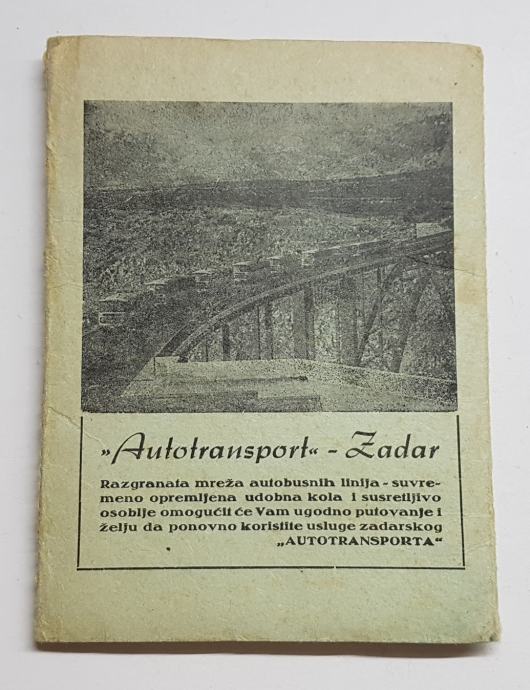 „Autotransport“ - Zadar
Razgranata mreža autobusnih linija - suvre-
meno opremljena udobna kola i susretljivo
osoblje omogućit će Vam ugodno putovanje i
želju da ponovno koristite usluge zadarskog
„AUTOTRANSPORTA“